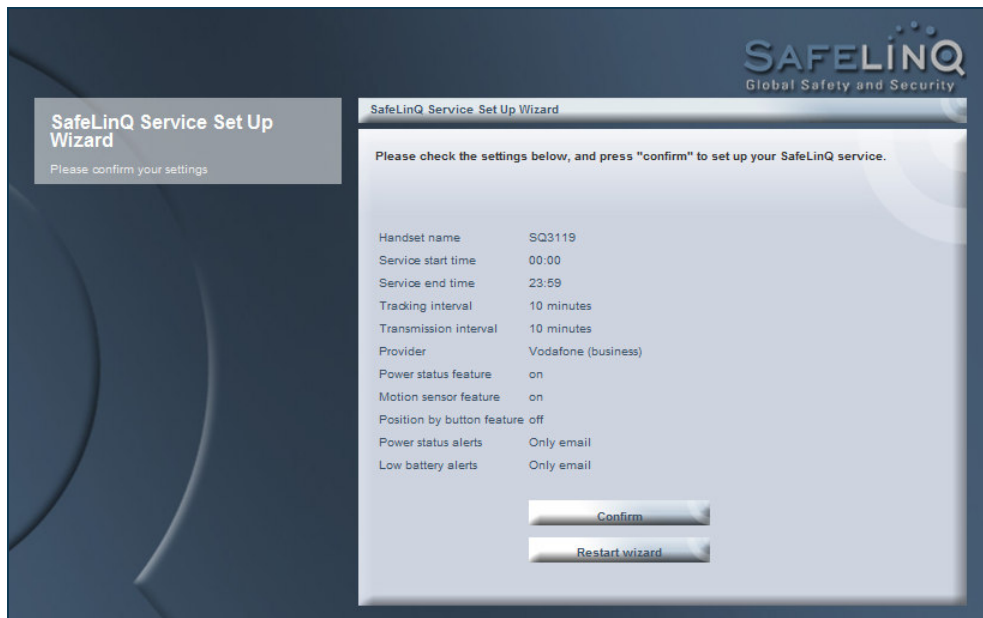 SAFELINQ
Global Safety and Security
SafeLinQ Service Set Up
Wizard
Please confirm your settings
SafeLinQ Service Set Up Wizard
Please check the settings below, and press "confirm" to set up your SafeLinQ service.
Handset name SQ3119
Service start time 00:00
Service end time 23:59
Tracking interval 10 minutes
Transmission interval 10 minutes
Provider Vodafone (business)
Power status feature on
Motion sensor feature on
Position by button feature off
Power status alerts Only email
Low battery alerts Only email
Confirm
Restart wizard